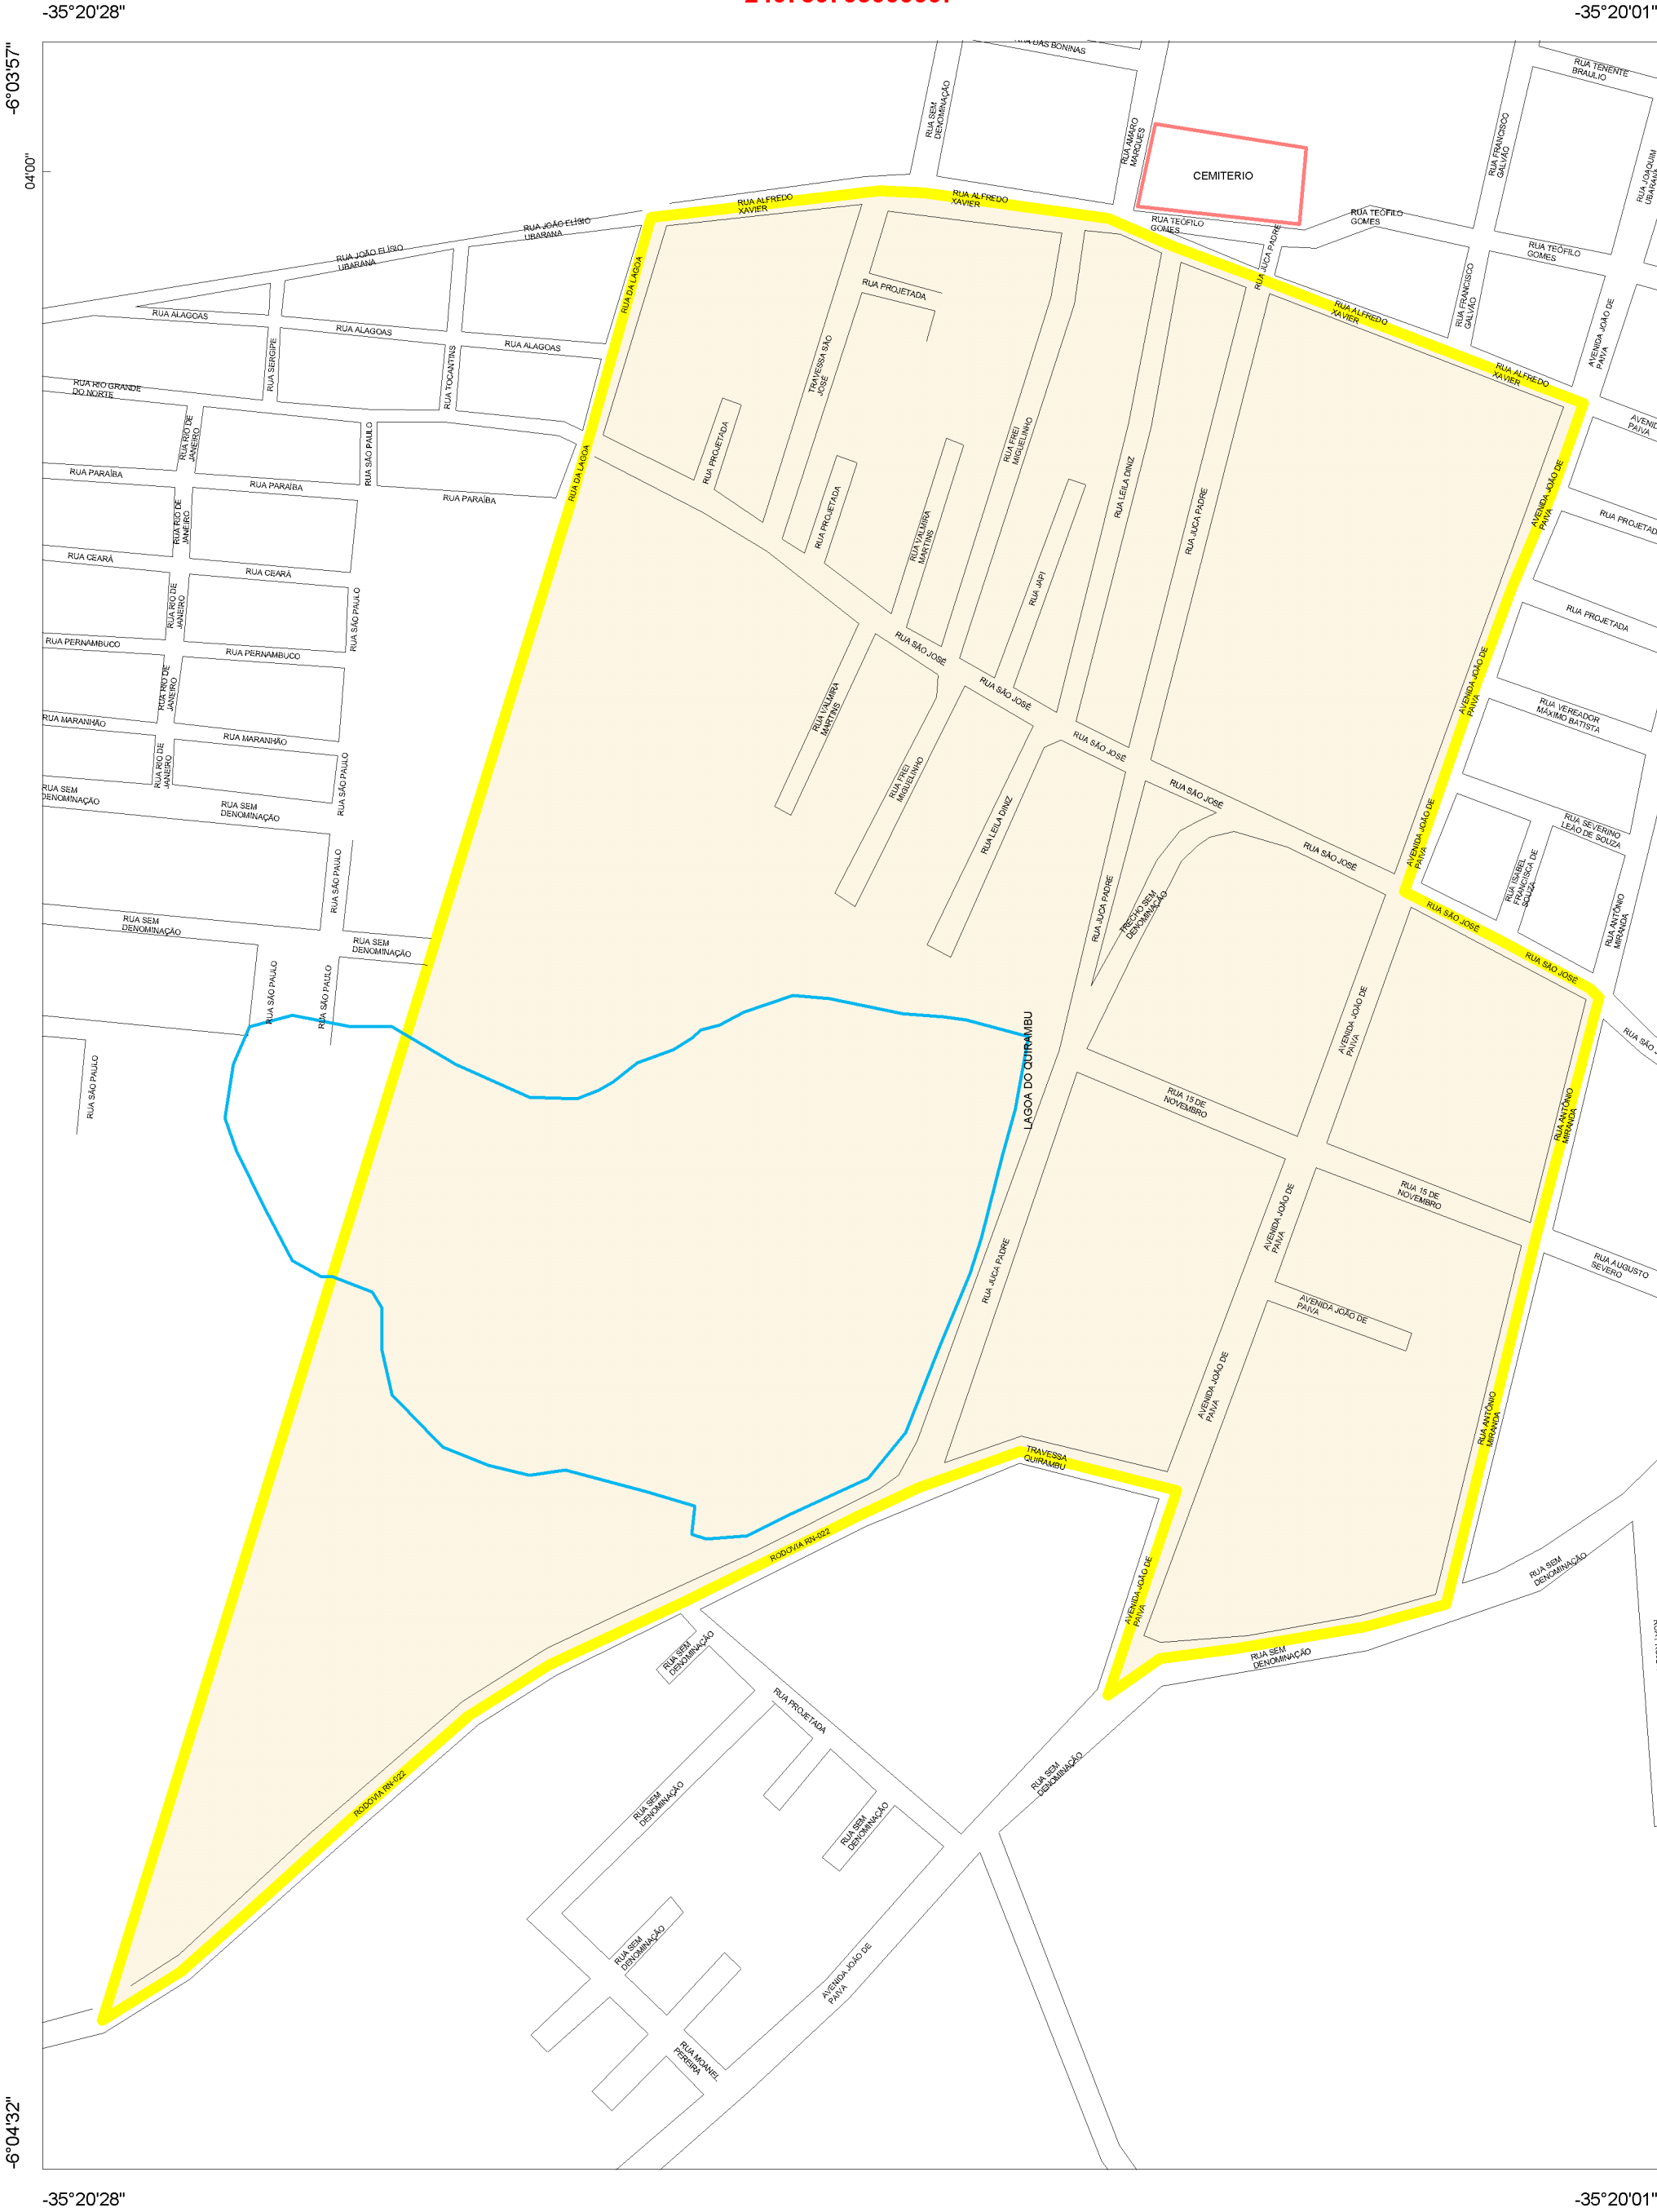 -35°20'28"
-35°20'01"
-6°03'57"
04'00"
RUA DAS BONINAS
RUA TENENTE
BRAULIO
RUA SEM
DENOMINAÇÃO
RUA AMARO
MARQUES
RUA FRANCISCO
GALVÃO
RUA JOAQUIM
UBARANA
CEMITERIO
RUA ALFREDO
XAVIER
RUA ALFREDO
XAVIER
RUA TEÓFILO
GOMES
RUA TEÓFILO
GOMES
RUA TEÓFILO
GOMES
RUA JOÃO ELÍSIO
UBARANA
RUA JOÃO ELÍSIO
UBARANA
RUA DA LAGOA
RUA JUCA PADRE
RUA FRANCISCO
GALVÃO
RUA PROJETADA
RUA ALAGOAS
RUA ALAGOAS
RUA ALAGOAS
RUA ALFREDO
XAVIER
AVENIDA JOÃO DE
PAIVA
RUA SERGIPE
RUA TOCANTINS
TRAVESSA SÃO
JOSÉ
RUA ALFREDO
XAVIER
RUA RIO GRANDE
DO NORTE
RUA RIO DE
JANEIRO
RUA SÃO PAULO
RUA PROJETADA
RUA FREI
MIGUELINHO
AVENID
PAIVA
RUA PARAÍBA
RUA PARAÍBA
RUA PARAÍBA
RUA DA LAGOA
RUA LEILA DINIZ
RUA JUCA PADRE
AVENIDA JOÃO DE
PAIVA
RUA PROJETAD
RUA RIO DE
JANEIRO
RUA PROJETADA
RUA VALMIRA
MARTINS
RUA CEARÁ
RUA CEARÁ
RUA JAPI
RUA RIO DE
JANEIRO
RUA SÃO PAULO
RUA PROJETADA
RUA PERNAMBUCO
RUA PERNAMBUCO
RUA SÃO JOSÉ
RUA RIO DE
JANEIRO
RUA VALMIRA
MARTINS
RUA SÃO JOSÉ
AVENIDA JOÃO DE
PAIVA
RUA VEREADOR
MÁXIMO BATISTA
RUA MARANHÃO
RUA MARANHÃO
RUA SÃO JOSÉ
RUA RIO DE
JANEIRO
RUA SÃO PAULO
RUA FREI
MIGUELINHO
RUA SÃO JOSÉ
RUA SEM
DENOMINAÇÃO
RUA SEM
DENOMINAÇÃO
RUA LEILA DINIZ
RUA SÃO JOSÉ
AVENIDA JOÃO DE
PAIVA
RUA SEVERINO
LEÃO DE SOUZA
RUA SÃO PAULO
RUA ISABEL
FRANCISCA DE
SOUZA
RUA JUCA PADRE
TRECHO SEM
DENOMINAÇÃO
RUA SÃO JOSÉ
RUA ANTÔNIO
MIRANDA
RUA SEM
DENOMINAÇÃO
RUA SEM
DENOMINAÇÃO
RUA SÃO JOSÉ
RUA SÃO PAULO
RUA SÃO PAULO
AVENIDA JOÃO DE
PAIVA
RUA SÃO J
RUA SÃO PAULO
LAGOA DO QUIRAMBU
RUA 15 DE
NOVEMBRO
RUA ANTÔNIO
MIRANDA
RUA 15 DE
NOVEMBRO
AVENIDA JOÃO DE
PAIVA
RUA JUCA PADRE
RUA AUGUSTO
SEVERO
AVENIDA JOÃO DE
PAIVA
AVENIDA JOÃO DE
PAIVA
RUA ANTÔNIO
MIRANDA
TRAVESSA
QUIRAMBU
RODOVIA RN-022
AVENIDA JOÃO DE
PAIVA
RUA SEM
DENOMINAÇÃO
RUA SEM
DENOMINAÇÃO
RUA SEM
DENOMINAÇÃO
RUA PROJETADA
RODOVIA RN-022
RUA SEM
DENOMINAÇÃO
RUA SEM
DENOMINAÇÃO
RUA SEM
DENOMINAÇÃO
RUA SEM
DENOMINAÇÃO
AVENIDA JOÃO DE
PAIVA
RUA MOANEL
PEREIRA
-6°04'32"
-35°20'28"
-35°20'01"